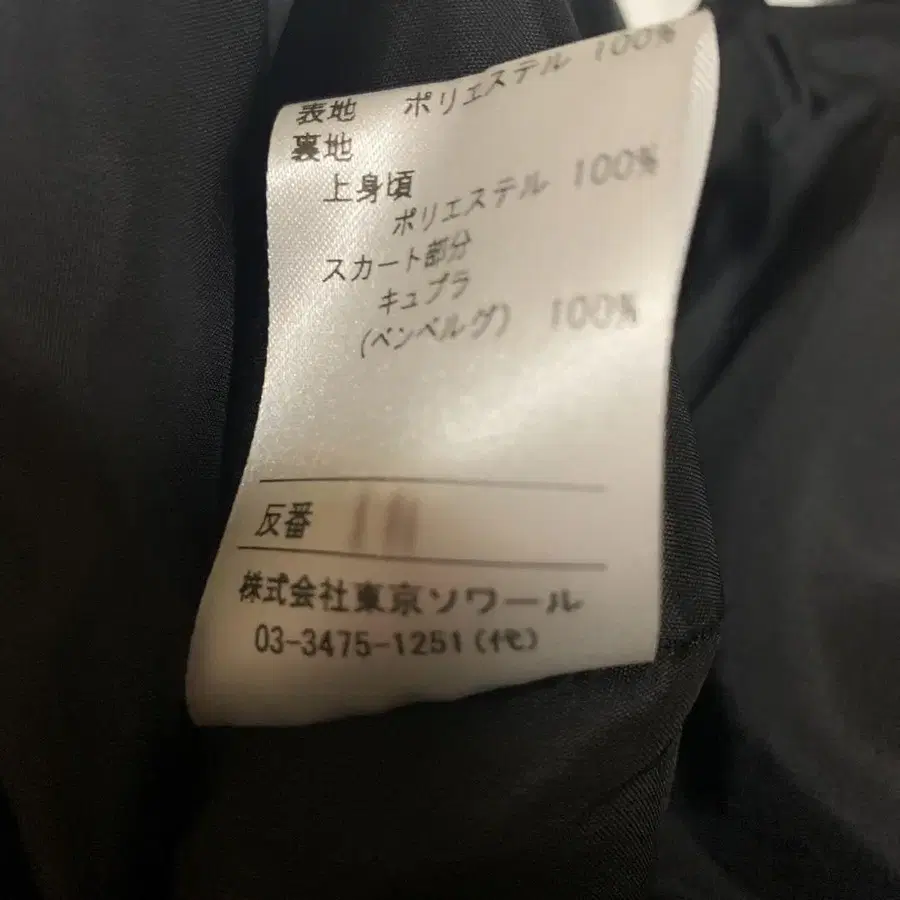 表地 ポリエステル 100%
裏地
上身頃
ポリエステル 100%
スカート部分
キュプラ
(ベンベルグ) 100%
反番
株式会社東京ソワール
03-3475-1251(代)